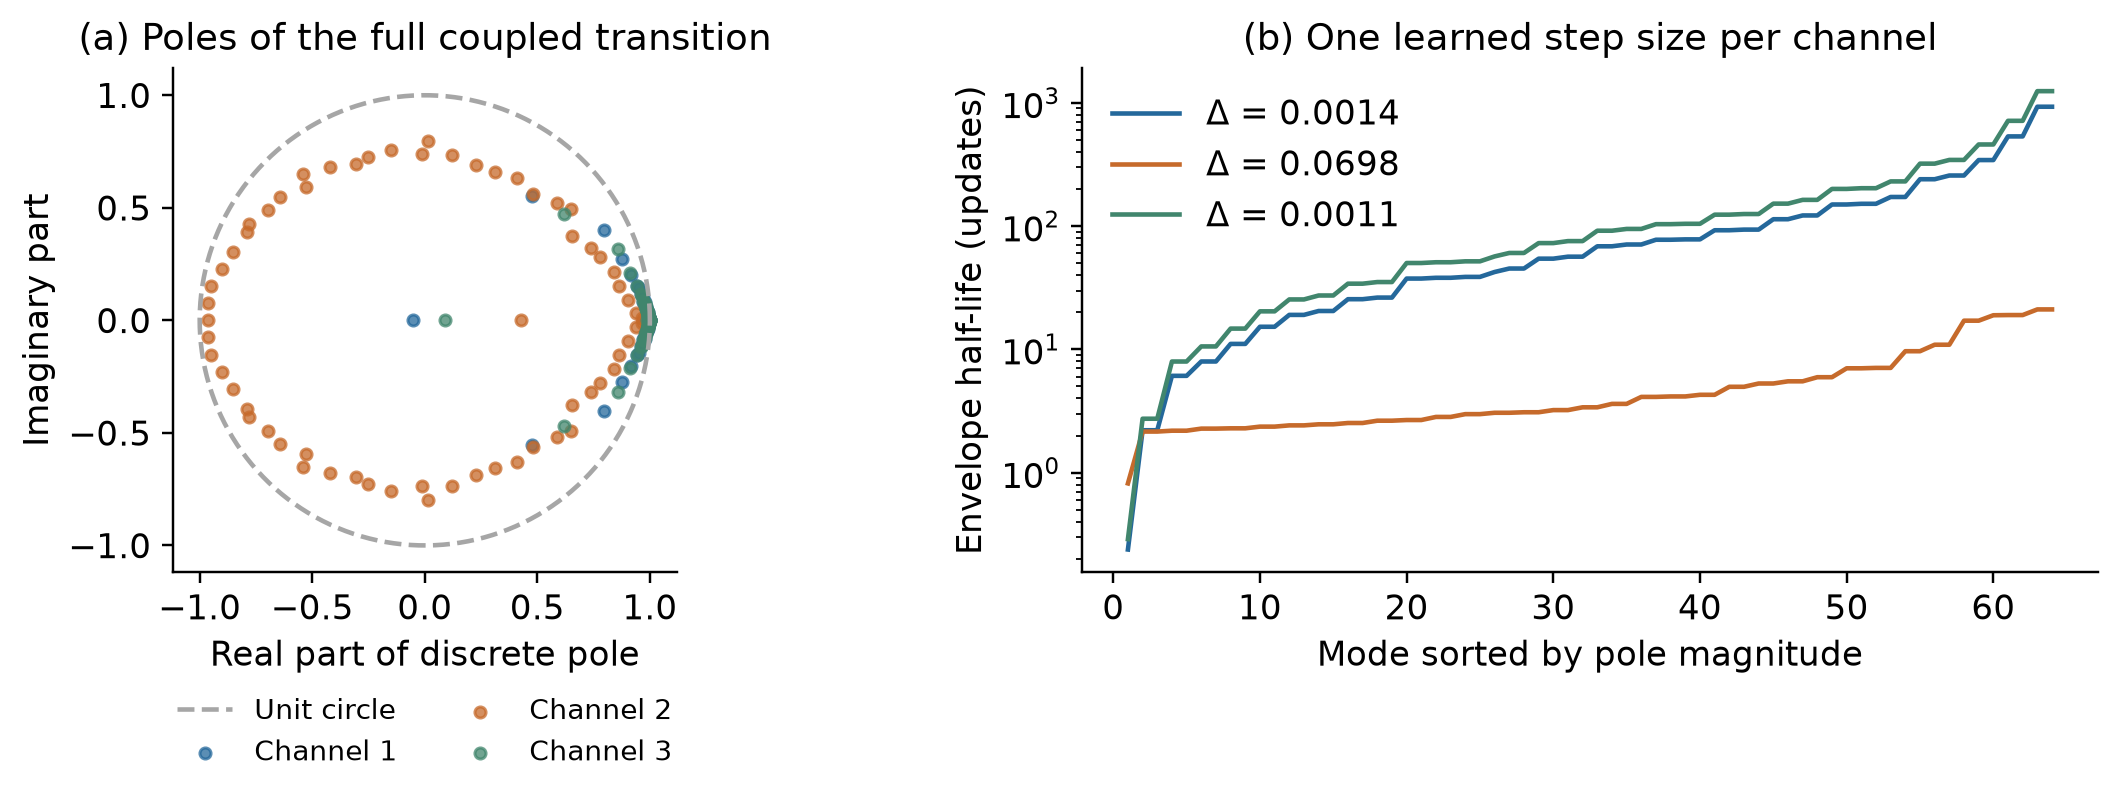 (a) Poles of the full coupled transition
Imaginary part
1.0
0.5
0.0
−0.5
−1.0
−1.0 −0.5 0.0 0.5 1.0
Real part of discrete pole
Unit circle
Channel 1
Channel 2
Channel 3
(b) One learned step size per channel
Envelope half-life (updates)
10³
10²
10¹
10⁰
Δ = 0.0014
Δ = 0.0698
Δ = 0.0011
0 10 20 30 40 50 60
Mode sorted by pole magnitude